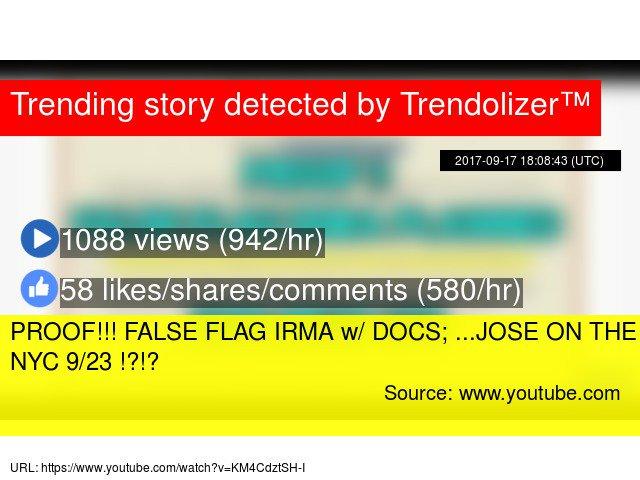 Trending story detected by Trendolizer™
2017-09-17 18:08:43 (UTC)
1088 views (942/hr)
58 likes/shares/comments (580/hr)
PROOF!!! FALSE FLAG IRMA w/ DOCS; ...JOSE ON THE
NYC 9/23 !?!?
Source: www.youtube.com
URL: https://www.youtube.com/watch?v=KM4CdztSH-I